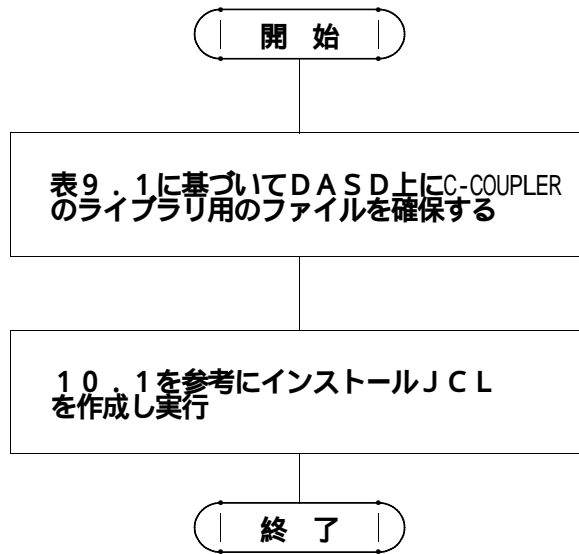 開　始
表９．１に基づいてＤＡＳＤ上にC-COUPLER
のライブラリ用のファイルを確保する
１０．１を参考にインストールＪＣＬ
を作成し実行
終　了